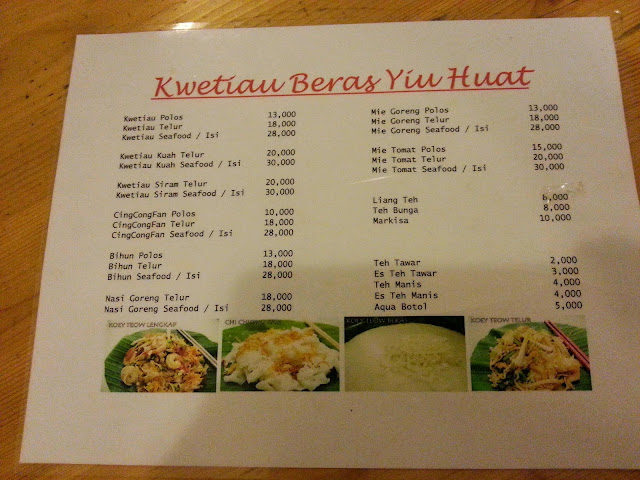 Kwetiau Beras Yiu Huat
Kwetiau Polos 13,000
Kwetiau Telur 18,000
Kwetiau Seafood / Isi 28,000
Kwetiau Kuah Telur 20,000
Kwetiau Kuah Seafood / Isi 30,000
Kwetiau Siram Telur 20,000
Kwetiau Siram Seafood / Isi 30,000
CingCongFan Polos 10,000
CingCongFan Telur 18,000
CingCongFan Seafood / Isi 28,000
Bihun Polos 13,000
Bihun Telur 18,000
Bihun Seafood / Isi 28,000
Nasi Goreng Telur 18,000
Nasi Goreng Seafood / Isi 28,000
Mie Goreng Polos 13,000
Mie Goreng Telur 18,000
Mie Goreng Seafood / Isi 28,000
Mie Tomat Polos 15,000
Mie Tomat Telur 20,000
Mie Tomat Seafood / Isi 30,000
Liang Teh 8,000
Teh Bunga 8,000
Markisa 10,000
Teh Tawar 2,000
Es Teh Tawar 3,000
Teh Manis 4,000
Es Teh Manis 4,000
Aqua Botol 5,000
KOEY TEOW LENGKAP
CHI
KOEY TEOW BERAS
KOEY TEOW TELUR